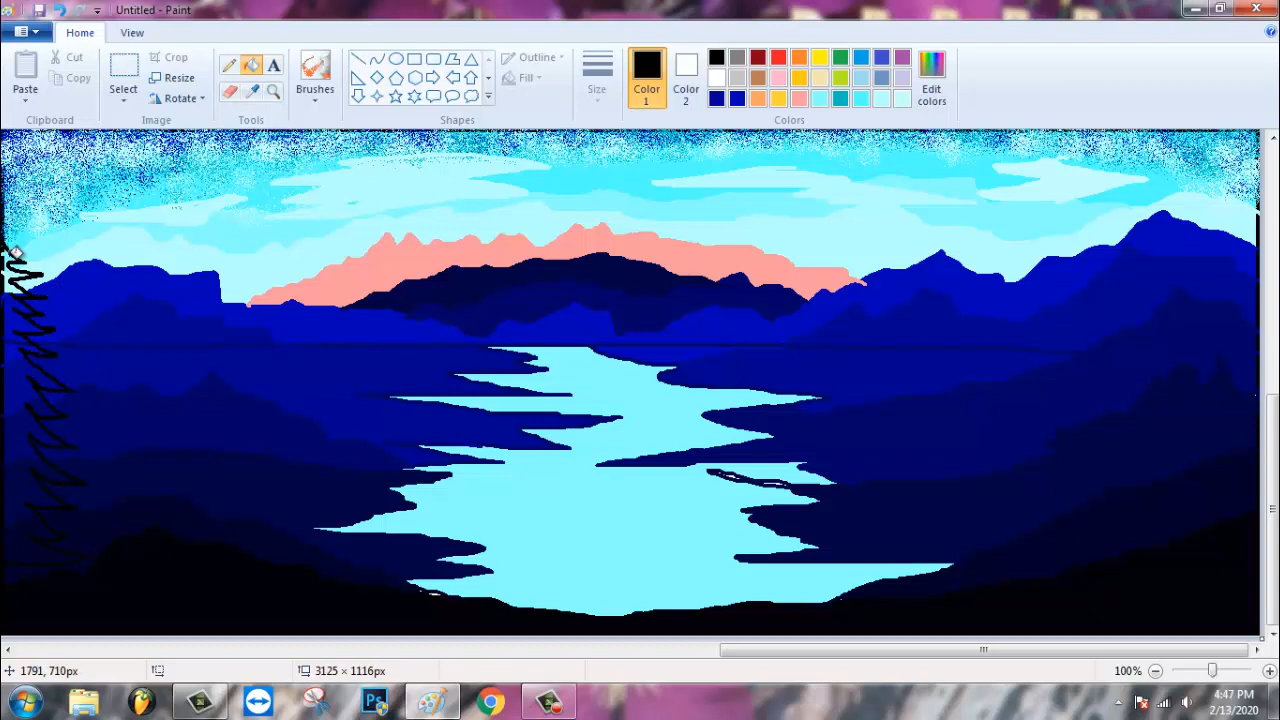 Untitled - Paint
Home
View
Paste
Cut
Copy
Clipboard
Select
Crop
Resize
Rotate
Image
A
Tools
Brushes
Outline
Fill
Shapes
Size
Color
1
Color
2
Edit
colors
Colors
1791, 710px
3125 × 1116px
100%
Ps
4:47 PM
2/13/2020